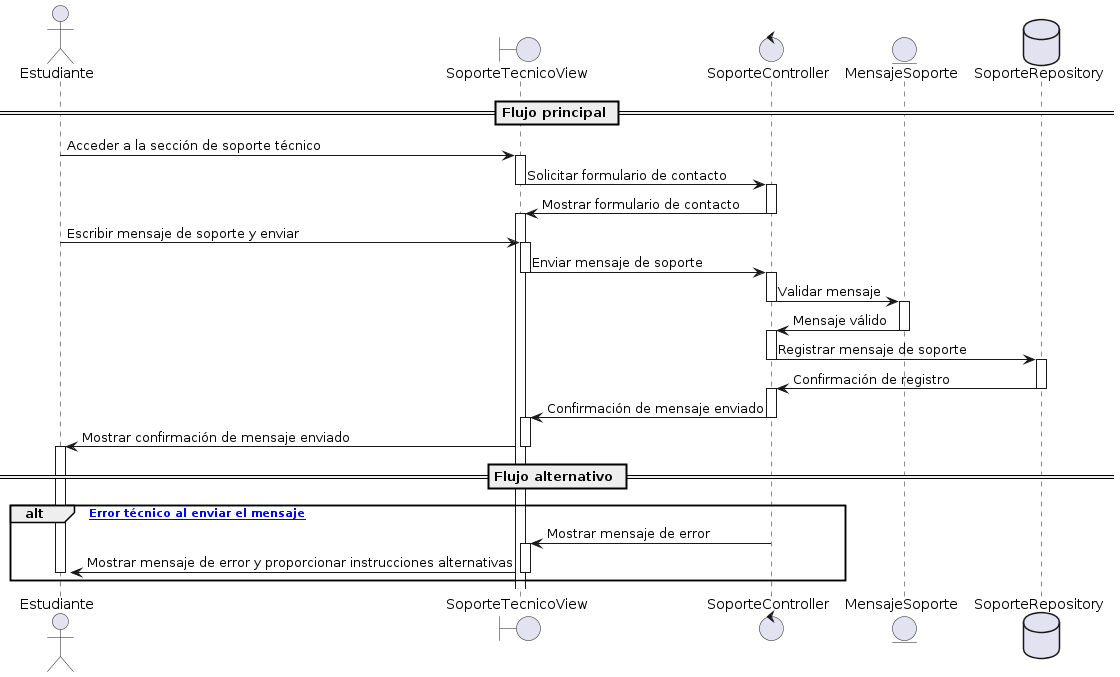 Estudiante
SoporteTecnicoView
SoporteController
MensajeSoporte
SoporteRepository
Flujo principal
Acceder a la sección de soporte técnico
Solicitar formulario de contacto
Mostrar formulario de contacto
Escribir mensaje de soporte y enviar
Enviar mensaje de soporte
Validar mensaje
Mensaje válido
Registrar mensaje de soporte
Confirmación de registro
Confirmación de mensaje enviado
Mostrar confirmación de mensaje enviado
Flujo alternativo
alt
Error técnico al enviar el mensaje
Mostrar mensaje de error
Mostrar mensaje de error y proporcionar instrucciones alternativas
Estudiante
SoporteTecnicoView
SoporteController
MensajeSoporte
SoporteRepository